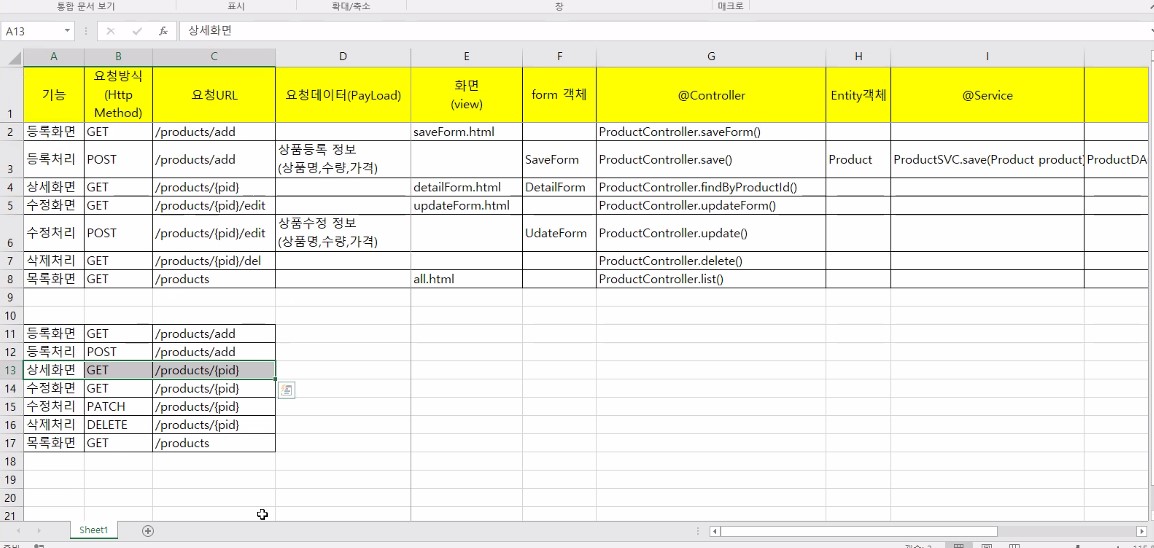 통합 문서 보기 표시 확대/축소 창 매크로
A13 fx 상세화면
A B C D E F G H I
1 기능 요청방식
(Http
Method) 요청URL 요청데이터(PayLoad) 화면
(view) form 객체 @Controller Entity객체 @Service
2 등록화면 GET /products/add saveForm.html ProductController.saveForm()
3 등록처리 POST /products/add 상품등록 정보
(상품명,수량,가격) SaveForm ProductController.save() Product ProductSVC.save(Product product) ProductDA
4 상세화면 GET /products/{pid} detailForm.html DetailForm ProductController.findByProductId()
5 수정화면 GET /products/{pid}/edit updateForm.html ProductController.updateForm()
6 수정처리 POST /products/{pid}/edit 상품수정 정보
(상품명,수량,가격) UdateForm ProductController.update()
7 삭제처리 GET /products/{pid}/del ProductController.delete()
8 목록화면 GET /products all.html ProductController.list()
9
10
11 등록화면 GET /products/add
12 등록처리 POST /products/add
13 상세화면 GET /products/{pid}
14 수정화면 GET /products/{pid}
15 수정처리 PATCH /products/{pid}
16 삭제처리 DELETE /products/{pid}
17 목록화면 GET /products
18
19
20
21
Sheet1